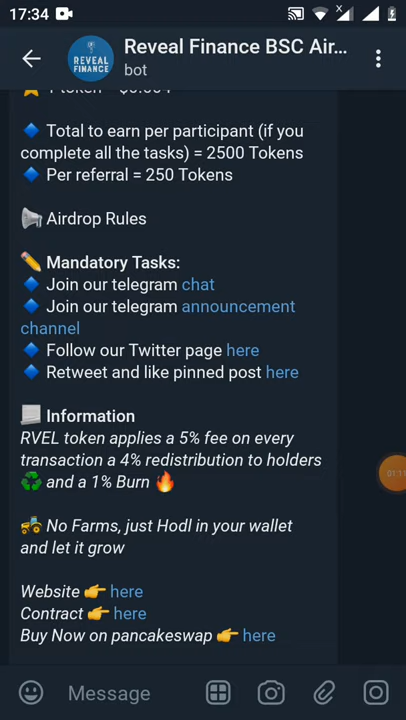 17:34
Reveal Finance BSC Air...
bot
REVEAL
FINANCE
Total to earn per participant (if you
complete all the tasks) = 2500 Tokens
Per referral = 250 Tokens
Airdrop Rules
Mandatory Tasks:
Join our telegram chat
Join our telegram announcement
channel
Follow our Twitter page here
Retweet and like pinned post here
Information
RVEL token applies a 5% fee on every
transaction a 4% redistribution to holders
and a 1% Burn
No Farms, just Hodl in your wallet
and let it grow
Website 👉 here
Contract 👉 here
Buy Now on pancakeswap 👉 here
01:11
Message